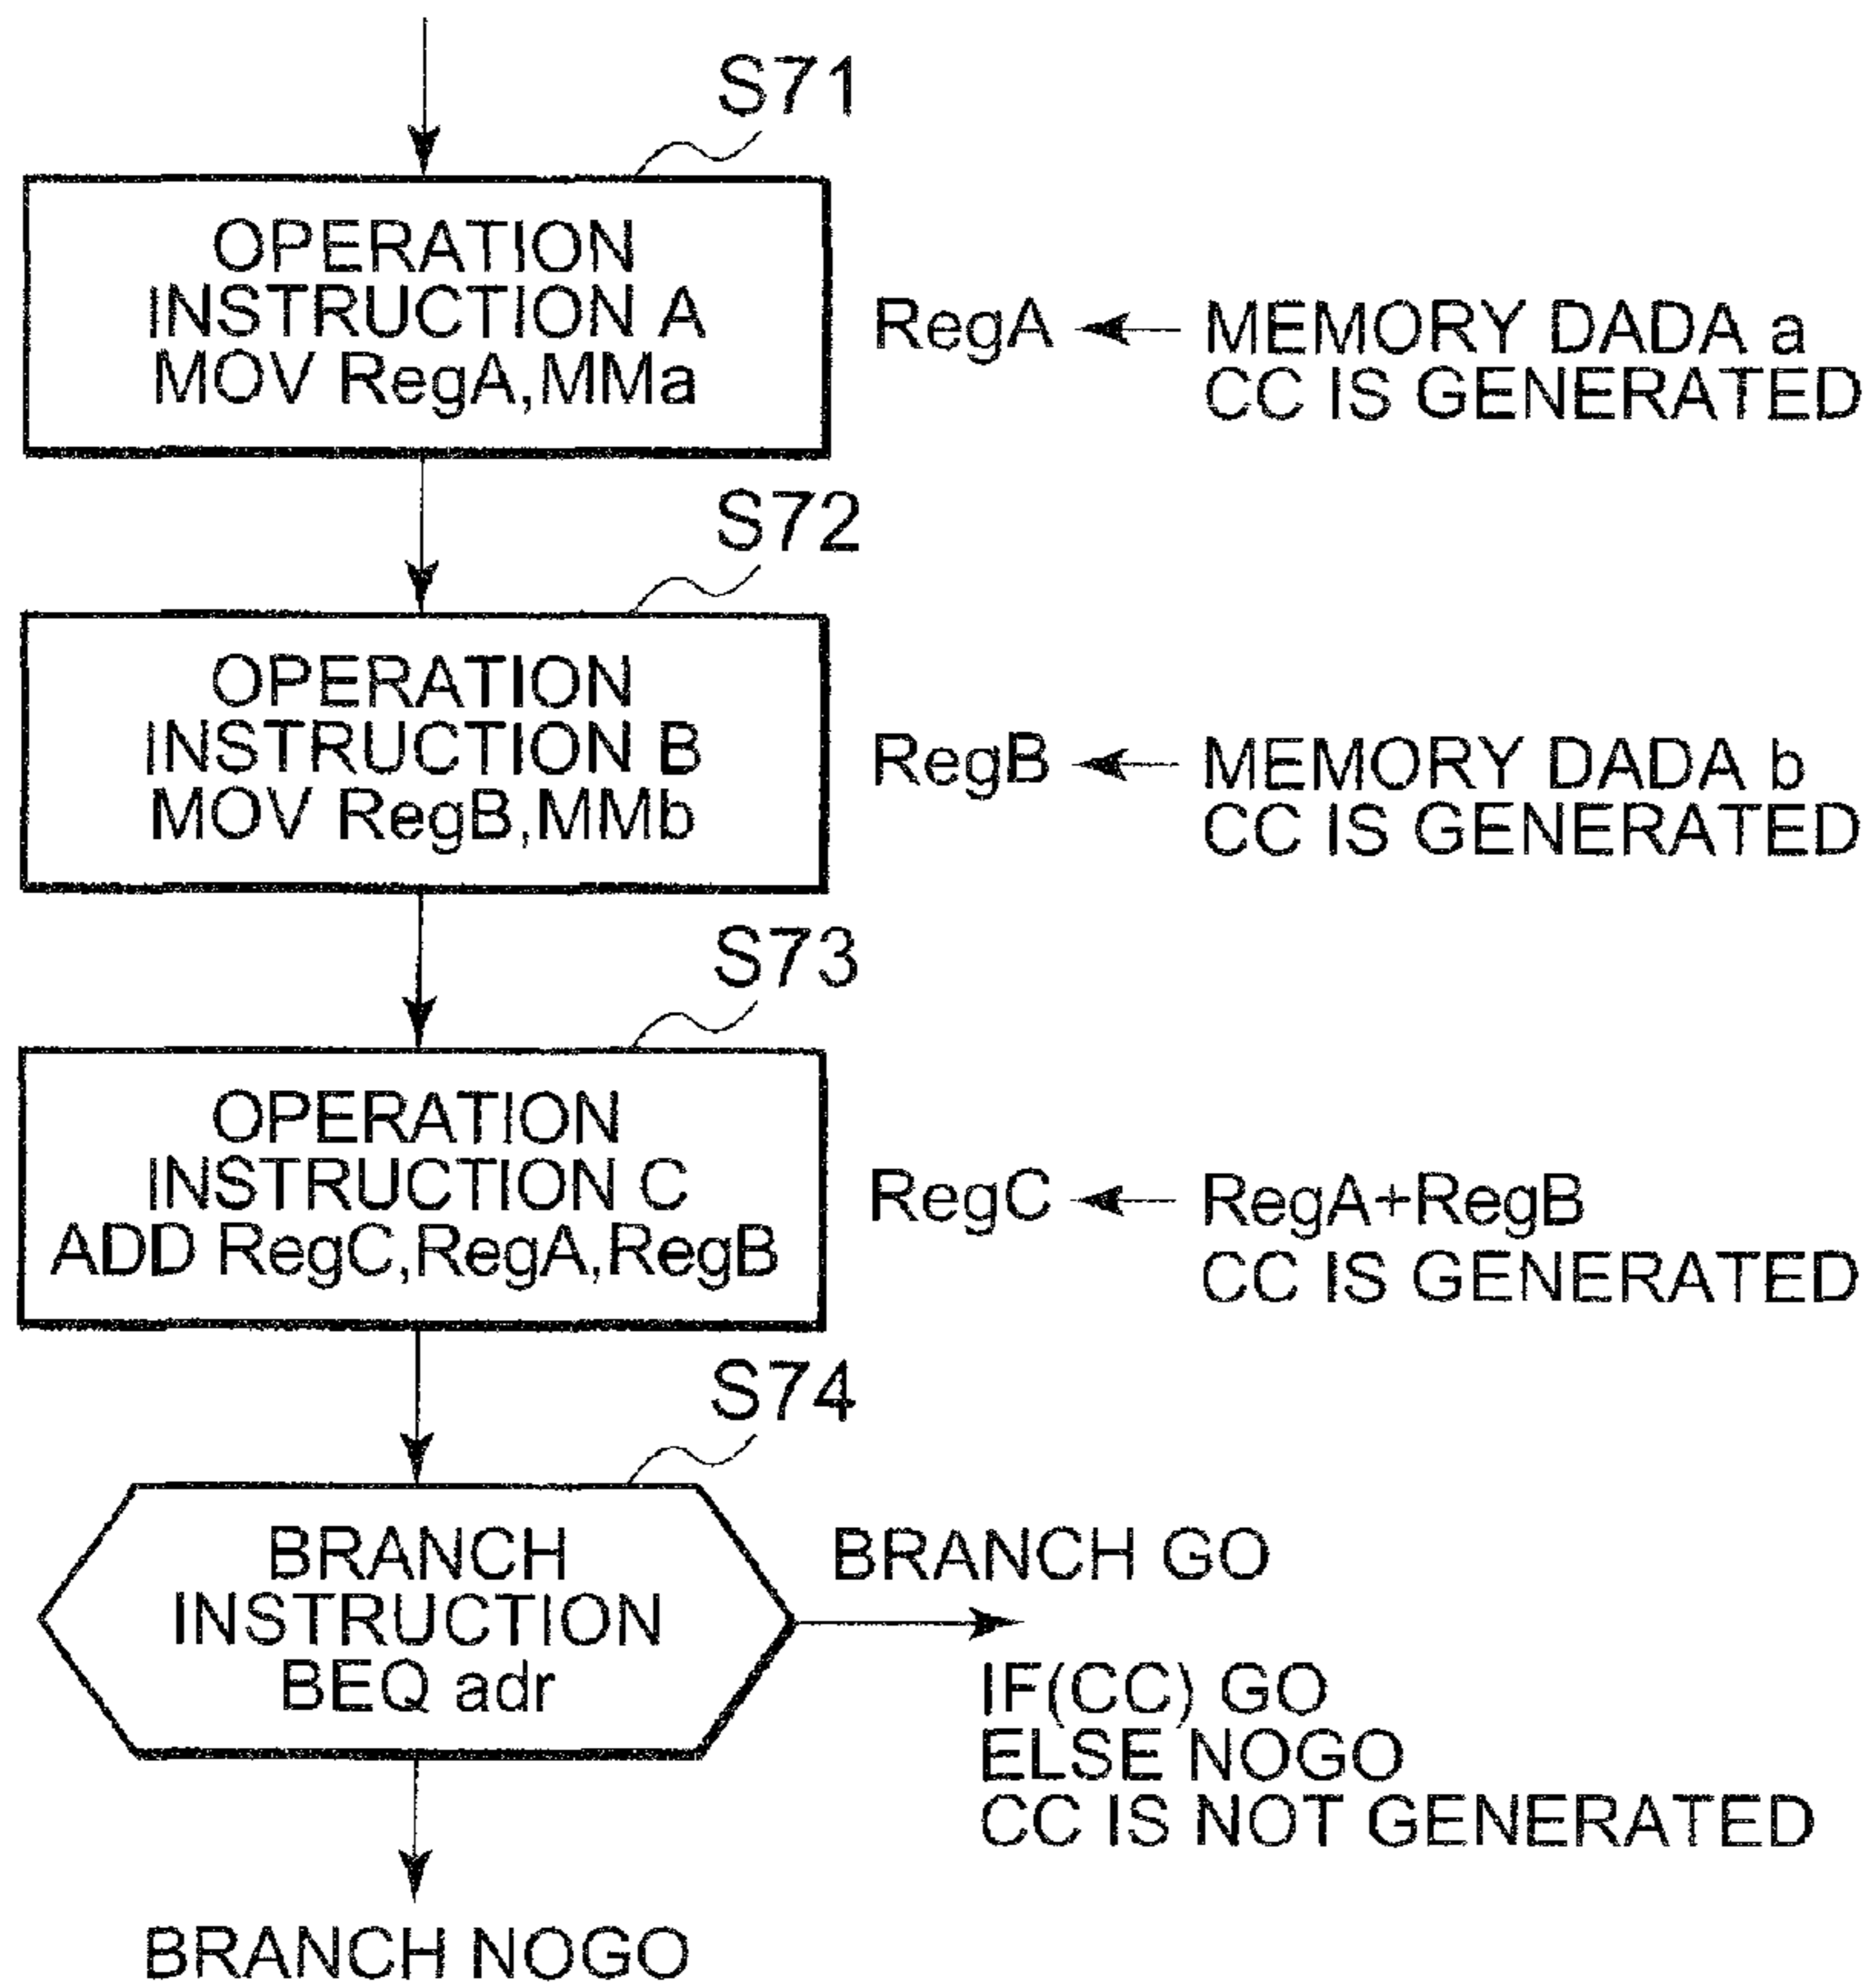 S71
OPERATION
INSTRUCTION A
MOV RegA,MMa
RegA ← MEMORY DADA a
CC IS GENERATED
S72
OPERATION
INSTRUCTION B
MOV RegB,MMb
RegB ← MEMORY DADA b
CC IS GENERATED
S73
OPERATION
INSTRUCTION C
ADD RegC,RegA,RegB
RegC ← RegA+RegB
CC IS GENERATED
S74
BRANCH
INSTRUCTION
BEQ adr
BRANCH GO
IF(CC) GO
ELSE NOGO
CC IS NOT GENERATED
BRANCH NOGO